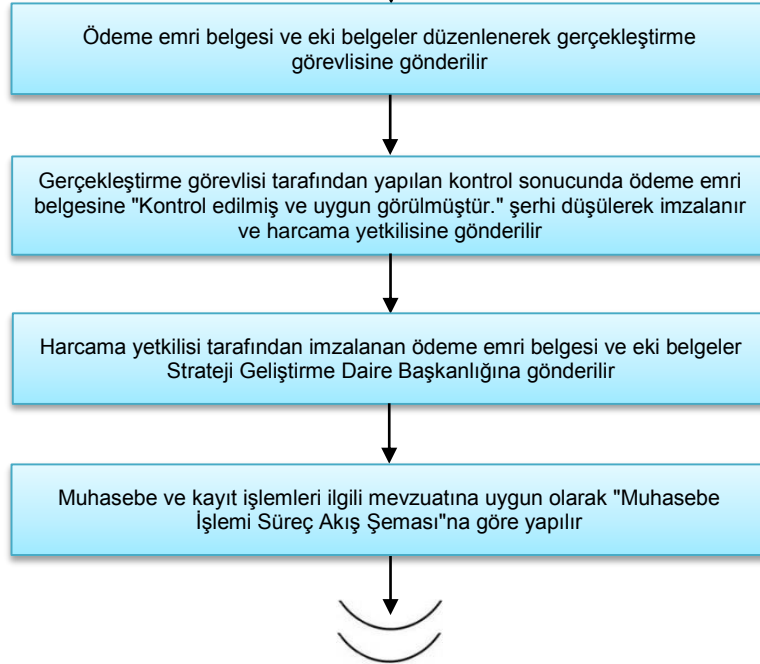 Ödeme emri belgesi ve eki belgeler düzenlenerek gerçekleştirme
görevlisine gönderilir
Gerçekleştirme görevlisi tarafından yapılan kontrol sonucunda ödeme emri
belgesine "Kontrol edilmiş ve uygun görülmüştür." şerhi düşülerek imzalanır
ve harcama yetkilisine gönderilir
Harcama yetkilisi tarafından imzalanan ödeme emri belgesi ve eki belgeler
Strateji Geliştirme Daire Başkanlığına gönderilir
Muhasebe ve kayıt işlemleri ilgili mevzuatına uygun olarak "Muhasebe
İşlemi Süreç Akış Şeması"na göre yapılır